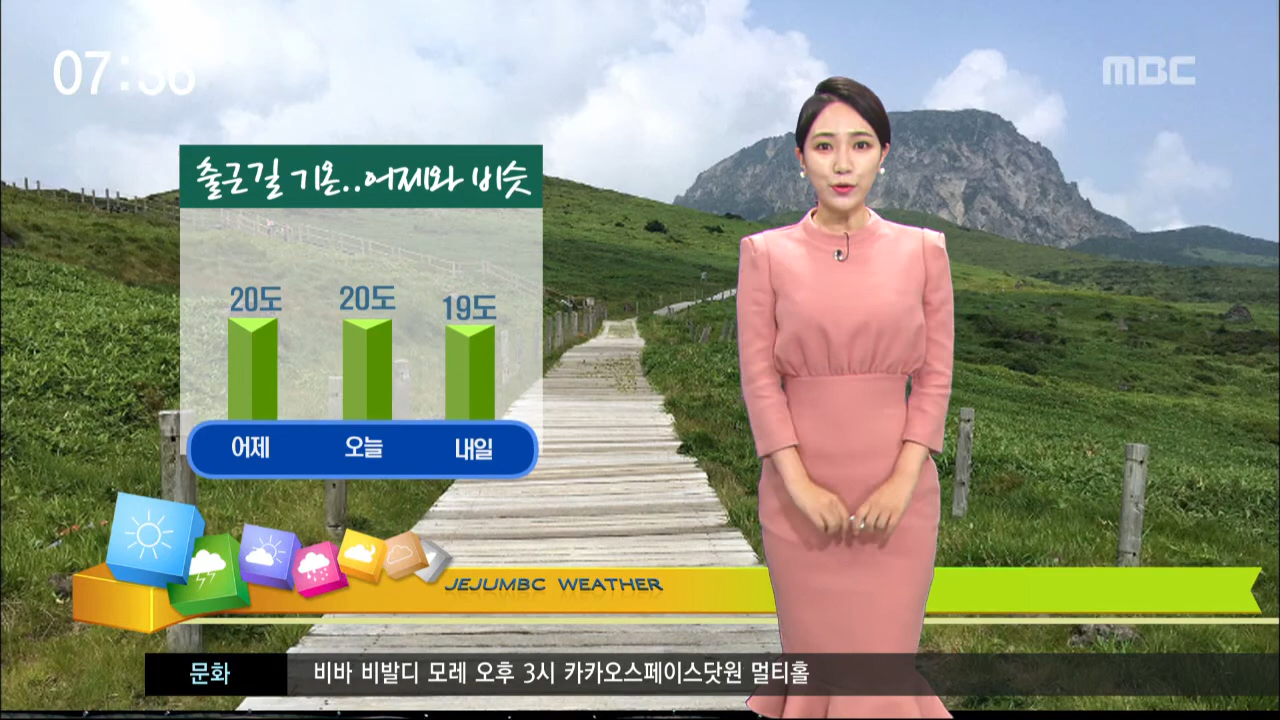 07:36
MBC
출근길 기온..어제와 비슷
20도 20도 19도
어제 오늘 내일
JEJUMBC WEATHER
문화 비바 비발디 모레 오후 3시 카카오스페이스닷원 멀티홀